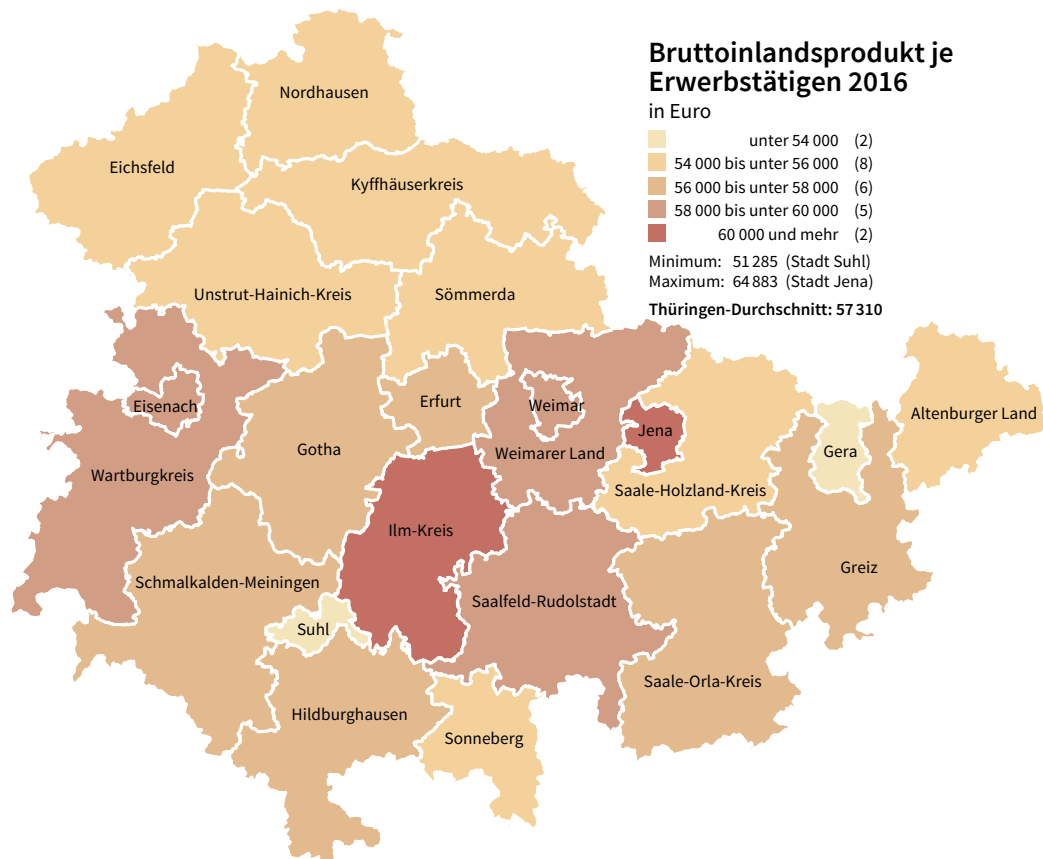 Bruttoinlandsprodukt je
Erwerbstätigen 2016
in Euro
unter 54 000 (2)
54 000 bis unter 56 000 (8)
56 000 bis unter 58 000 (6)
58 000 bis unter 60 000 (5)
60 000 und mehr (2)
Minimum: 51 285 (Stadt Suhl)
Maximum: 64 883 (Stadt Jena)
Thüringen-Durchschnitt: 57 310
Nordhausen
Eichsfeld
Kyffhäuserkreis
Unstrut-Hainich-Kreis
Sömmerda
Eisenach
Erfurt
Weimar
Altenburger Land
Jena
Gotha
Weimarer Land
Gera
Wartburgkreis
Saale-Holzland-Kreis
Ilm-Kreis
Greiz
Schmalkalden-Meiningen
Saalfeld-Rudolstadt
Suhl
Saale-Orla-Kreis
Hildburghausen
Sonneberg